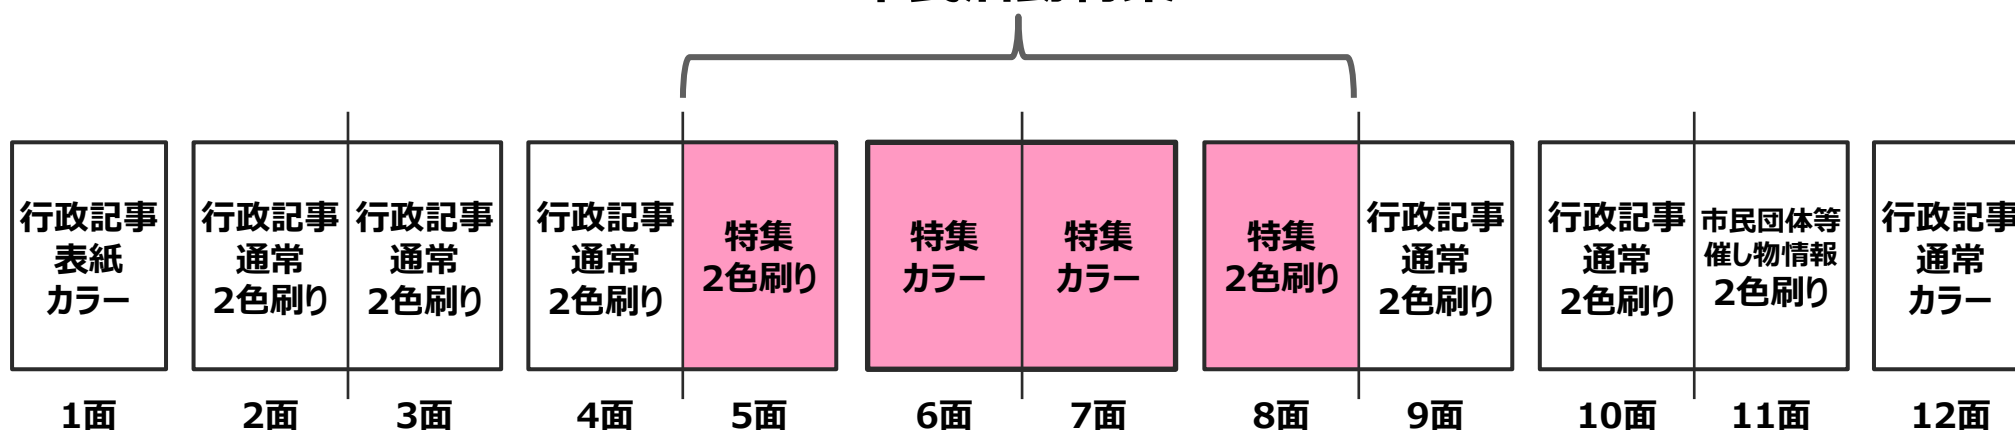 行政記事
表紙
カラー
行政記事
通常
2色刷り
行政記事
通常
2色刷り
行政記事
通常
2色刷り
特集
2色刷り
特集
カラー
特集
カラー
特集
2色刷り
行政記事
通常
2色刷り
行政記事
通常
2色刷り
市民団体等
催し物情報
2色刷り
行政記事
通常
カラー
1面
2面
3面
4面
5面
6面
7面
8面
9面
10面
11面
12面